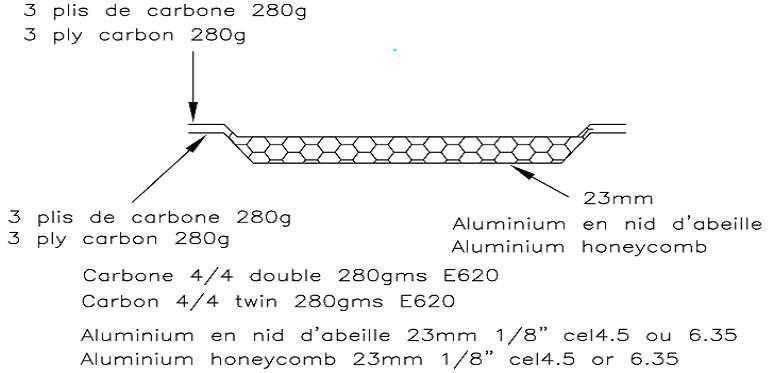 3 plis de carbone 280g
3 ply carbon 280g
3 plis de carbone 280g
3 ply carbon 280g
23mm
Aluminium en nid d'abeille
Aluminium honeycomb
Carbone 4/4 double 280gms E620
Carbon 4/4 twin 280gms E620
Aluminium en nid d'abeille 23mm 1/8" cel4.5 ou 6.35
Aluminium honeycomb 23mm 1/8" cel4.5 or 6.35